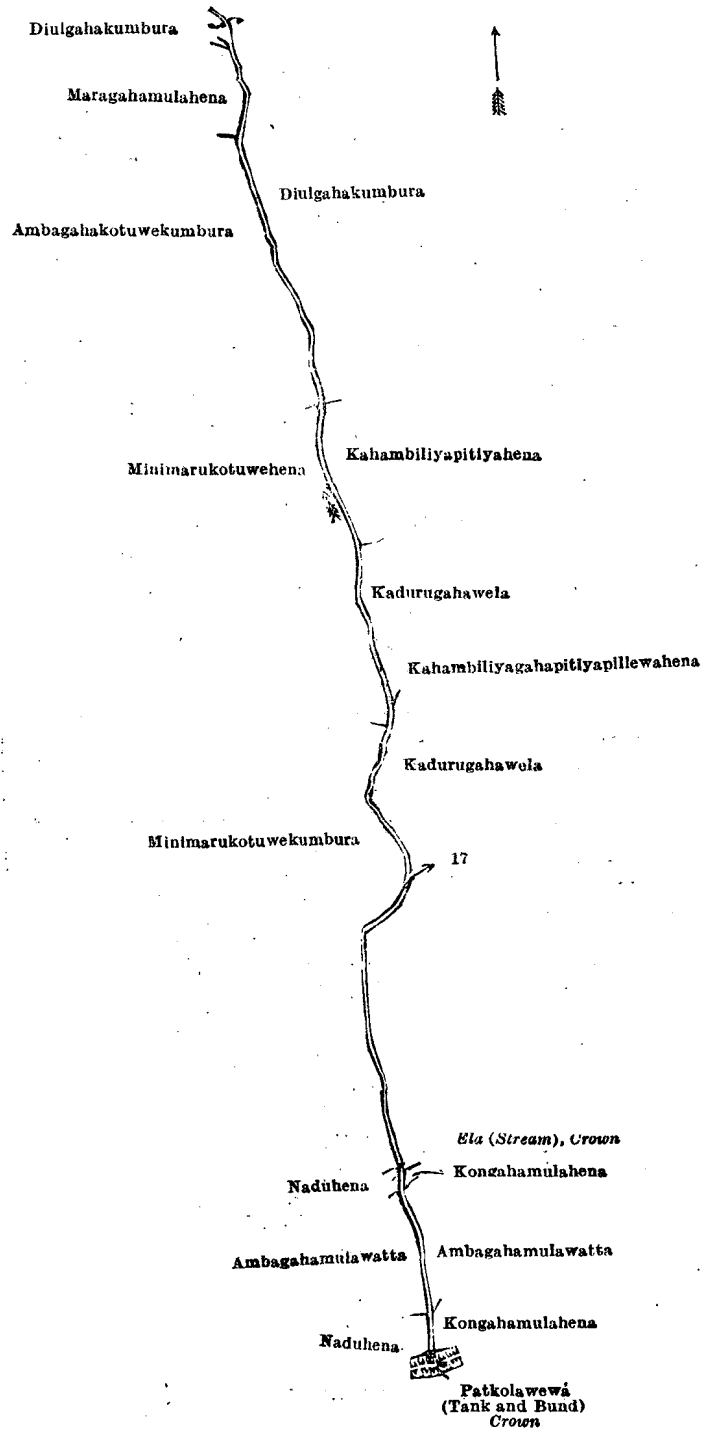 Diulgahakumbura
Maragahamulahena
Diulgahakumbura
Ambagahakotuwekumbura
Kahambiliyapitiyahena
Minimarukotuwehena
Kadurugahawela
Kahambiliyagahapitiyapillewahena
Kadurugahawela
Minimarukotuwekumbura
17
Ela (Stream), Crown
Kongahamulahena
Naduhena
Ambagahamulawatta
Ambagahamulawatta
Kongahamulahena
Naduhena
Patkolawewa
(Tank and Bund)
Crown